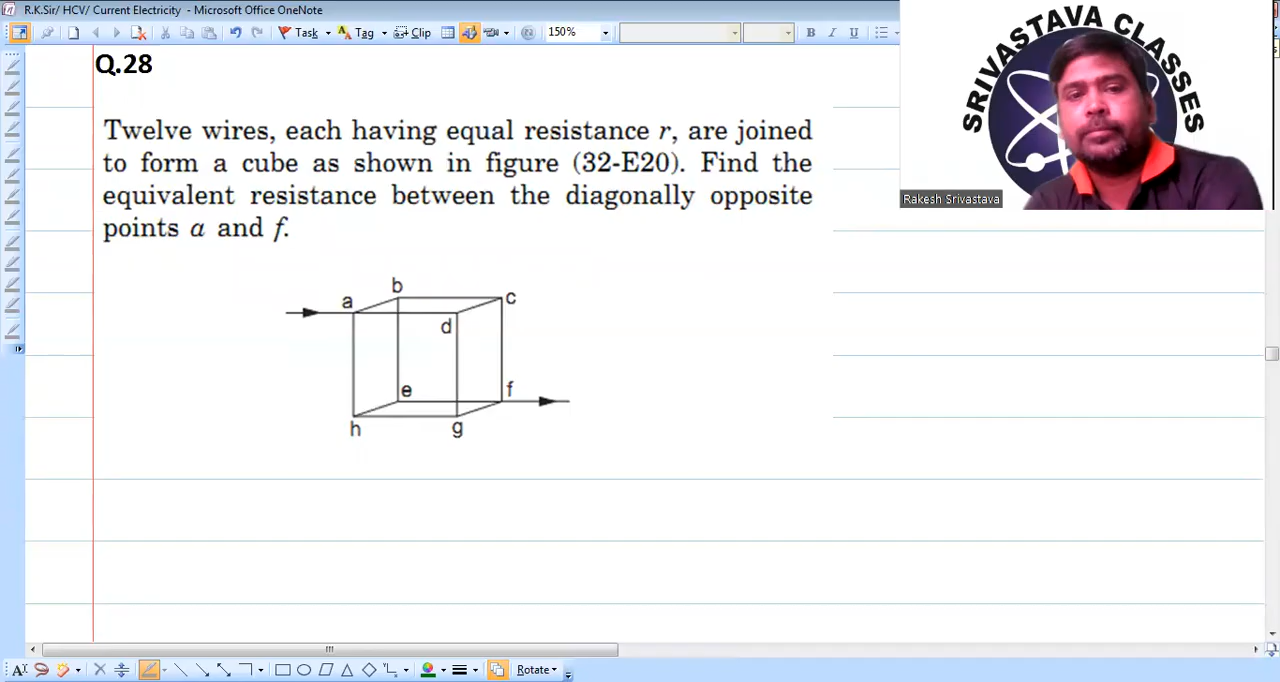 R.K.Sir/ HCV/ Current Electricity - Microsoft Office OneNote
Task
Tag
Clip
150%
B I U
SRIVASTAVA CLASSES
Rakesh Srivastava
Q.28
Twelve wires, each having equal resistance r, are joined
to form a cube as shown in figure (32-E20). Find the
equivalent resistance between the diagonally opposite
points a and f.
b
a
c
d
e
f
h
g
A
Rotate